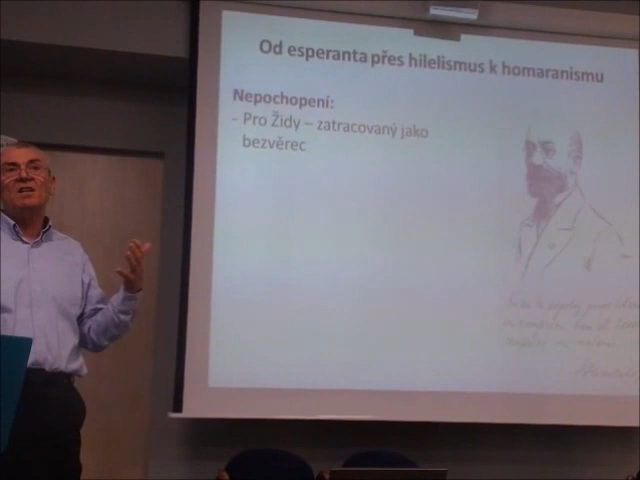 Od esperanta přes hilelismus k homaranismu
Nepochopení:
- Pro Židy – zatracovaný jako
bezvěrec